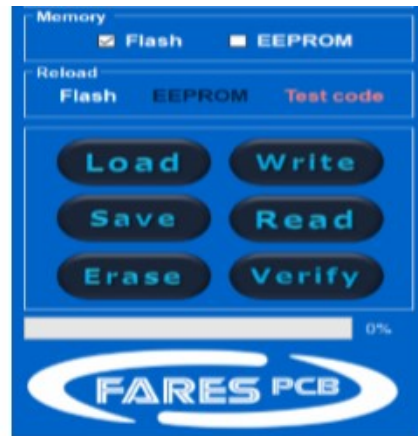 Memory
Flash EEPROM
Reload
Flash EEPROM Test code
Load Write
Save Read
Erase Verify
0%
FARES PCB